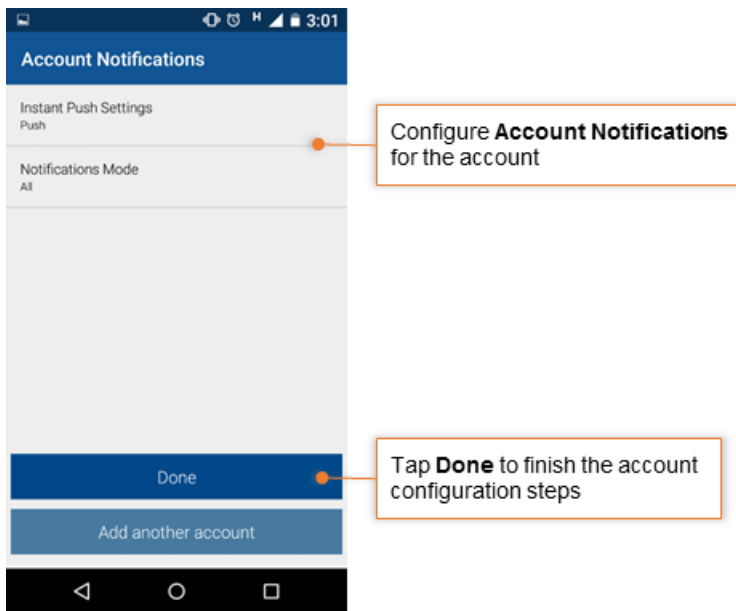 H 3:01
Account Notifications
Instant Push Settings
Push
Notifications Mode
All
Configure Account Notifications
for the account
Done
Add another account
Tap Done to finish the account
configuration steps